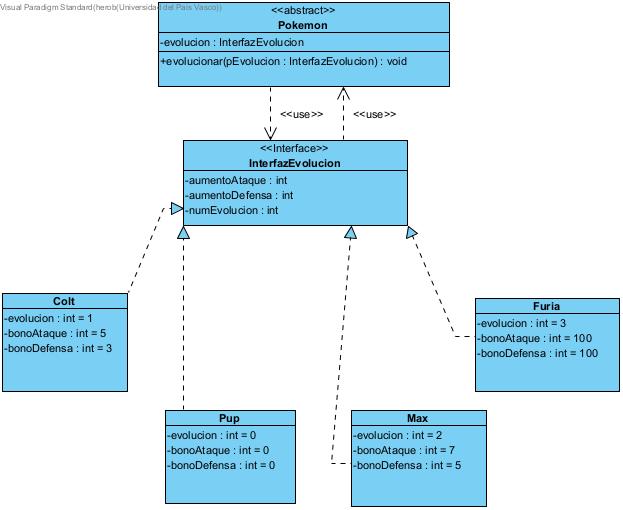 Visual Paradigm Standard(herob(Universidad del Pais Vasco))
<<abstract>>
Pokemon
-evolucion : InterfazEvolucion
+evolucionar(pEvolucion : InterfazEvolucion) : void
<<use>>
<<use>>
<<Interface>>
InterfazEvolucion
-aumentoAtaque : int
-aumentoDefensa : int
-numEvolucion : int
Colt
-evolucion : int = 1
-bonoAtaque : int = 5
-bonoDefensa : int = 3
Furia
-evolucion : int = 3
-bonoAtaque : int = 100
-bonoDefensa : int = 100
Pup
-evolucion : int = 0
-bonoAtaque : int = 0
-bonoDefensa : int = 0
Max
-evolucion : int = 2
-bonoAtaque : int = 7
-bonoDefensa : int = 5